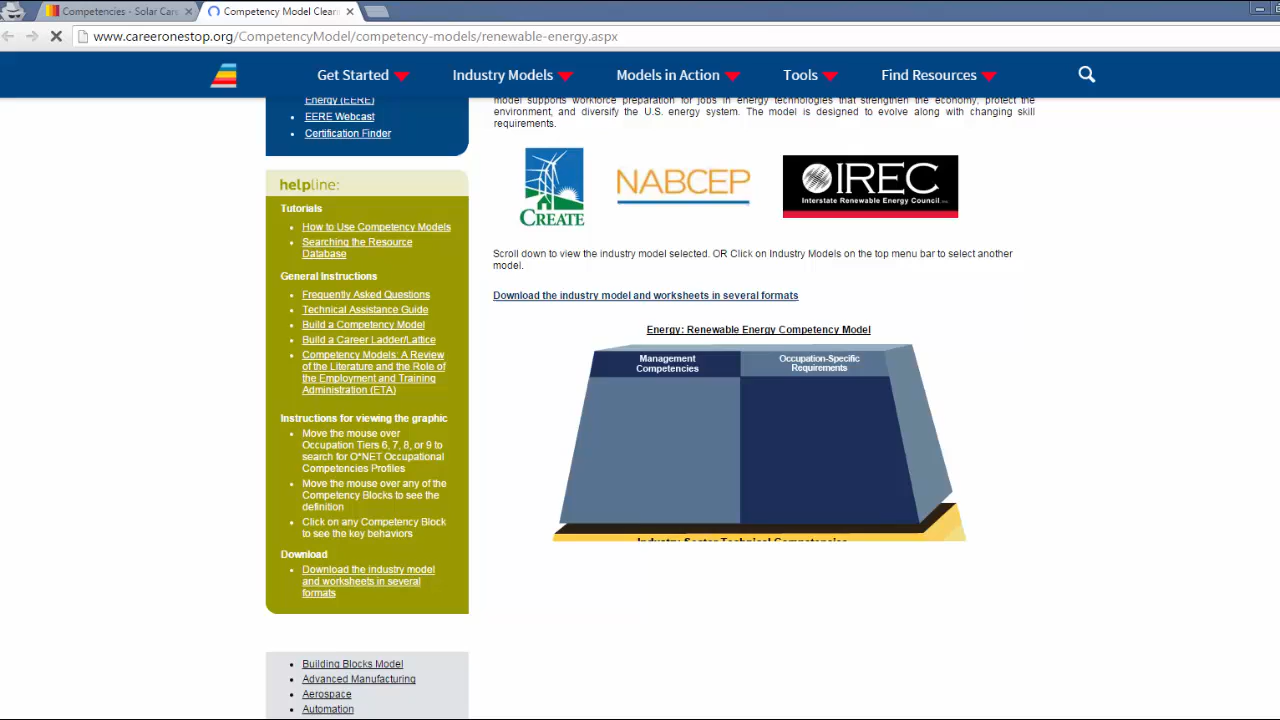 Competencies - Solar Care
Competency Model Clearin
www.careeronestop.org/CompetencyModel/competency-models/renewable-energy.aspx
Get Started
Industry Models
Models in Action
Tools
Find Resources
Energy (EERE)
EERE Webcast
Certification Finder
helpline:
Tutorials
How to Use Competency Models
Searching the Resource
Database
General Instructions
Frequently Asked Questions
Technical Assistance Guide
Build a Competency Model
Build a Career Ladder/Lattice
Competency Models: A Review
of the Literature and the Role of
the Employment and Training
Administration (ETA)
Instructions for viewing the graphic
Move the mouse over
Occupation Tiers 6, 7, 8, or 9 to
search for O*NET Occupational
Competencies Profiles
Move the mouse over any of the
Competency Blocks to see the
definition
Click on any Competency Block
to see the key behaviors
Download
Download the industry model
and worksheets in several
formats
Building Blocks Model
Advanced Manufacturing
Aerospace
Automation
model supports workforce preparation for jobs in energy technologies that strengthen the economy, protect the
environment, and diversify the U.S. energy system. The model is designed to evolve along with changing skill
requirements.
CREATE
NABCEP
IREC
Interstate Renewable Energy Council
Scroll down to view the industry model selected. OR Click on Industry Models on the top menu bar to select another
model.
Download the industry model and worksheets in several formats
Energy: Renewable Energy Competency Model
Management
Competencies
Occupation-Specific
Requirements
Industry-Sector Technical Competencies